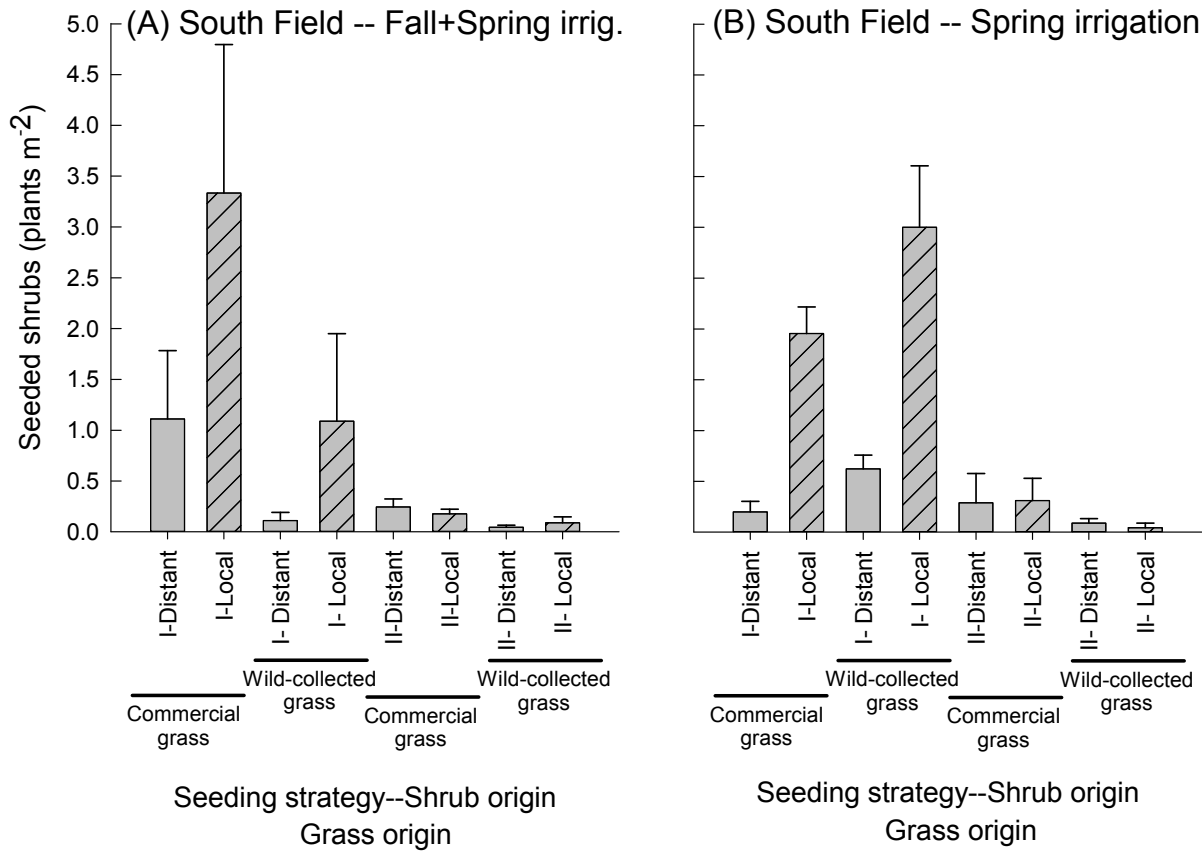 (A) South Field -- Fall+Spring irrig.
Seeded shrubs (plants m-2)
5.0
4.5
4.0
3.5
3.0
2.5
2.0
1.5
1.0
0.5
0.0
I-Distant
I-Local
I- Distant
I- Local
II-Distant
II-Local
II- Distant
II- Local
Wild-collected
grass
Wild-collected
grass
Commercial
grass
Commercial
grass
Seeding strategy--Shrub origin
Grass origin
(B) South Field -- Spring irrigation
I-Distant
I-Local
I- Distant
I- Local
II-Distant
II-Local
II- Distant
II- Local
Wild-collected
grass
Wild-collected
grass
Commercial
grass
Commercial
grass
Seeding strategy--Shrub origin
Grass origin